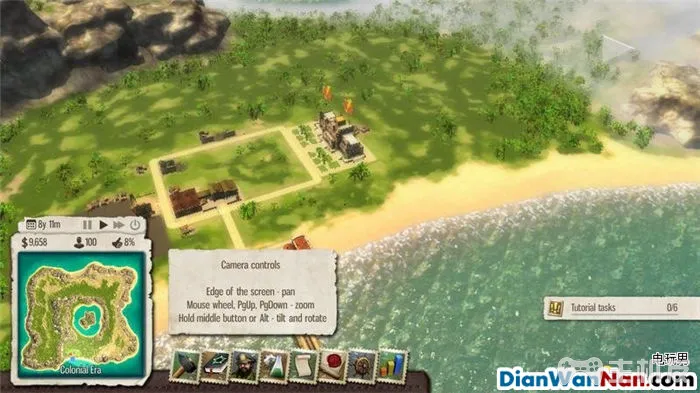 8y 11m
$ 9,658
100
8%
Colonial Era
Camera controls
Edge of the screen - pan
Mouse wheel, PgUp, PgDown - zoom
Hold middle button or Alt - tilt and rotate
Tutorial tasks
0/6
电玩男
DianWanNan.com